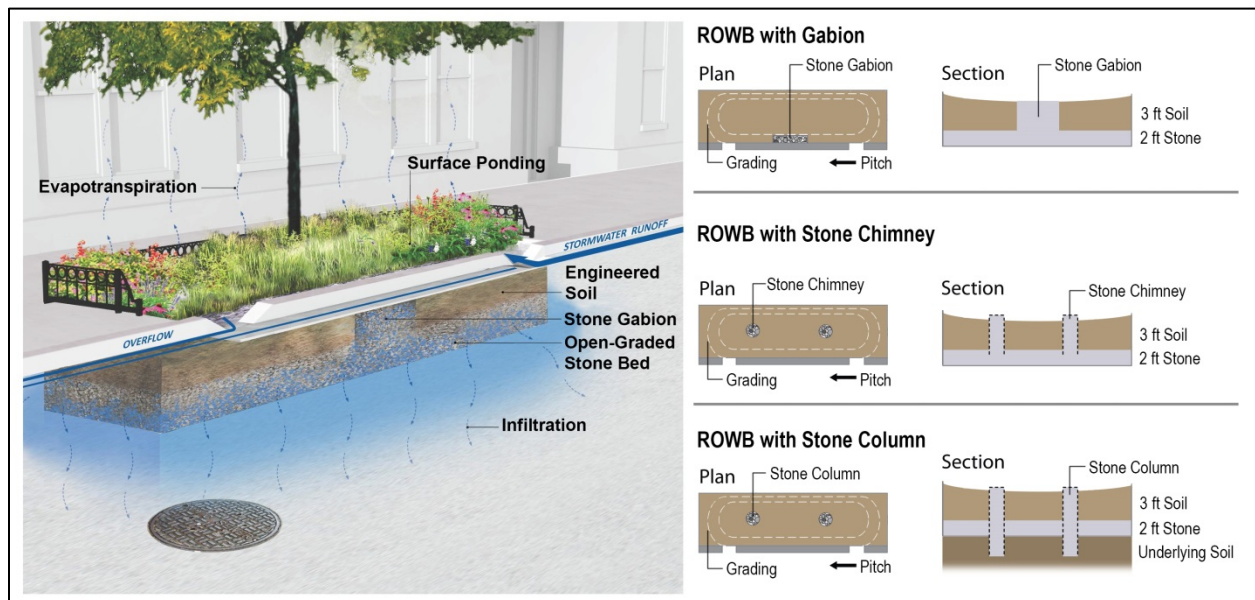 Evapotranspiration
Surface Ponding
STORMWATER RUNOFF
Engineered
Soil
Stone Gabion
Open-Graded
Stone Bed
OVERFLOW
Infiltration
ROWB with Gabion
Plan
Stone Gabion
Grading
Pitch
Section
Stone Gabion
3 ft Soil
2 ft Stone
ROWB with Stone Chimney
Plan
Stone Chimney
Grading
Pitch
Section
Stone Chimney
3 ft Soil
2 ft Stone
ROWB with Stone Column
Plan
Stone Column
Grading
Pitch
Section
Stone Column
3 ft Soil
2 ft Stone
Underlying Soil